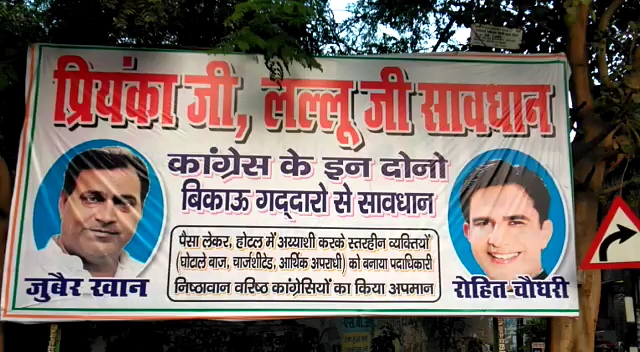 प्रियंका जी, लल्लू जी सावधान
कांग्रेस के इन दोनो
बिकाऊ गद्दारो से सावधान
पैसा लेकर, होटल में अय्याशी करके स्तरहीन व्यक्तियों
(घोटाले बाज, चार्जशीटेड, आर्थिक अपराधी) को बनाया पदाधिकारी
निष्ठावान वरिष्ठ कांग्रेसियों का किया अपमान
जुबैर खान
रोहित चौधरी